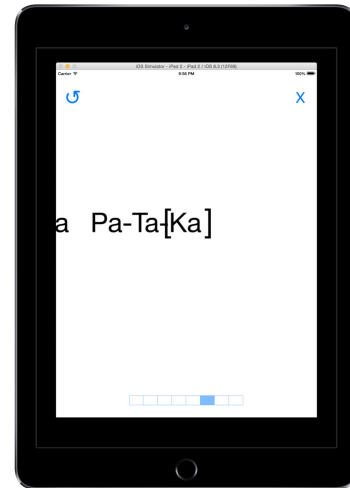 iOS Simulator - iPad 2 - iPad 2 / iOS 8.3 (12F69)
Carrier 9:56 PM 100%
↺ X
a Pa-Ta-[Ka]